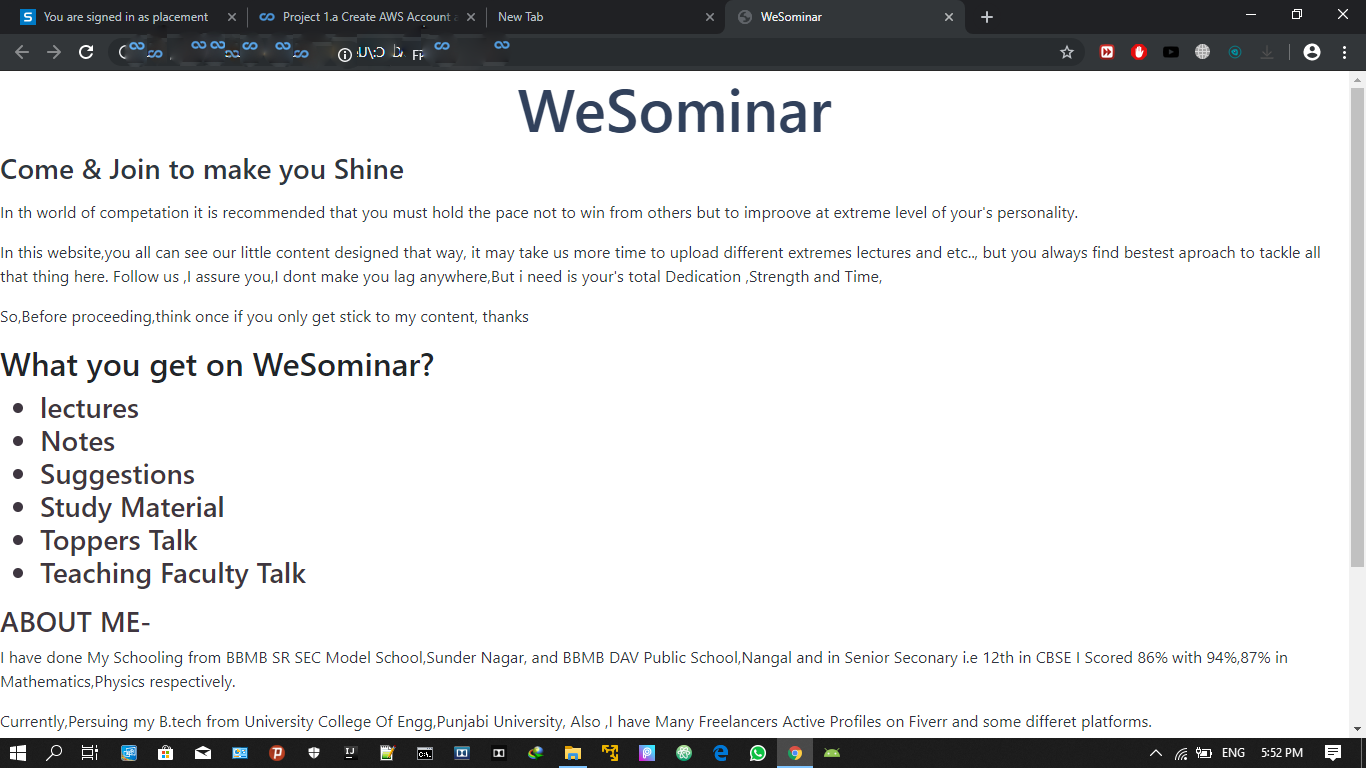 You are signed in as placement
Project 1.a Create AWS Account
New Tab
WeSominar
WeSominar
Come & Join to make you Shine
In th world of competation it is recommended that you must hold the pace not to win from others but to improove at extreme level of your's personality.
In this website,you all can see our little content designed that way, it may take us more time to upload different extremes lectures and etc.., but you always find bestest aproach to tackle all
that thing here. Follow us ,I assure you,I dont make you lag anywhere,But i need is your's total Dedication ,Strength and Time,
So,Before proceeding,think once if you only get stick to my content, thanks
What you get on WeSominar?
• lectures
• Notes
• Suggestions
• Study Material
• Toppers Talk
• Teaching Faculty Talk
ABOUT ME-
I have done My Schooling from BBMB SR SEC Model School,Sunder Nagar, and BBMB DAV Public School,Nangal and in Senior Seconary i.e 12th in CBSE I Scored 86% with 94%,87% in
Mathematics,Physics respectively.
Currently,Persuing my B.tech from University College Of Engg,Punjabi University, Also ,I have Many Freelancers Active Profiles on Fiverr and some differet platforms.
ENG
5:52 PM